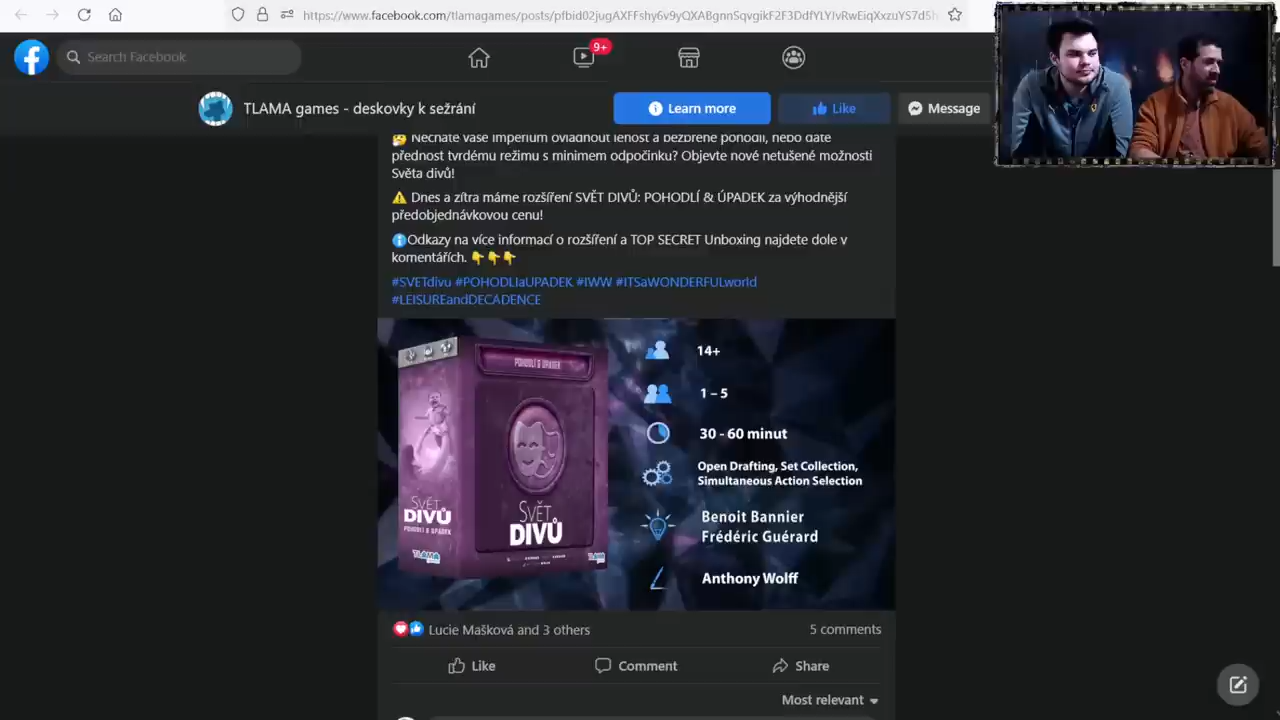 https://www.facebook.com/tlamagames/posts/pfbid02jugAXFFshy6v9yQXABgnnSqvgikF2F3DdfYLYJvRwEiqXxzuYS7d5h
Search Facebook
9+
TLAMA games - deskovky k sežrání
Learn more
Like
Message
Necháte vaše impérium ovládnout lenost a bezbřehé pohodlí, nebo dáte
přednost tvrdému režimu s minimem odpočinku? Objevte nové netušené možnosti
Světa divů!
⚠️ Dnes a zítra máme rozšíření SVĚT DIVŮ: POHODLÍ & ÚPADEK za výhodnější
předobjednávkovou cenu!
ℹ️Odkazy na více informací o rozšíření a TOP SECRET Unboxing najdete dole v
komentářích. 👇👇👇
#SVETdivu #POHODLIaUPADEK #IWW #ITSaWONDERFULworld
#LEISUREandDECADENCE
POHODLÍ & ÚPADEK
SVĚT
DIVŮ
POHODLÍ & ÚPADEK
TLAMA
SVĚT
DIVŮ
TLAMA
14+
1 – 5
30 - 60 minut
Open Drafting, Set Collection,
Simultaneous Action Selection
Benoit Bannier
Frédéric Guérard
Anthony Wolff
Lucie Mašková and 3 others
5 comments
Like
Comment
Share
Most relevant